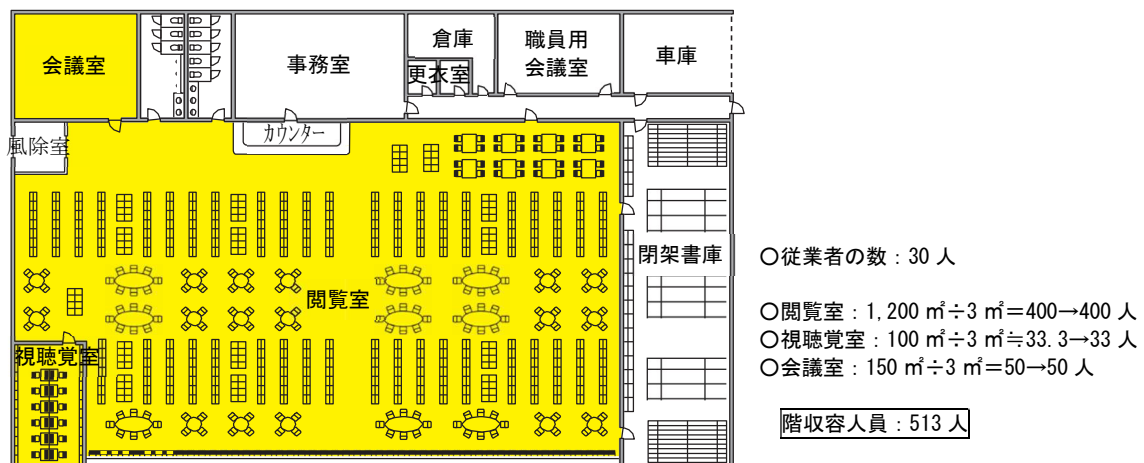 会議室
事務室
倉庫
更衣室
職員用
会議室
車庫
風除室
カウンター
閲覧室
閉架書庫
視聴覚室
〇従業者の数：30 人
〇閲覧室：1,200 ㎡÷3 ㎡＝400→400 人
〇視聴覚室：100 ㎡÷3 ㎡≒33.3→33 人
〇会議室：150 ㎡÷3 ㎡＝50→50 人
階収容人員：513 人